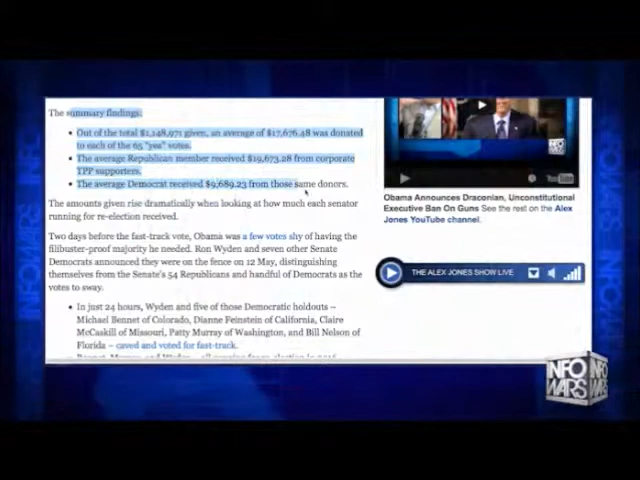 The summary findings:
• Out of the total $1,148,971 given, an average of $17,676.48 was donated
to each of the 65 "yes" votes.
• The average Republican member received $19,673.28 from corporate
TPP supporters.
• The average Democrat received $9,689.23 from those same donors.
The amounts given rise dramatically when looking at how much each senator
running for re-election received.
Two days before the fast-track vote, Obama was a few votes shy of having the
filibuster-proof majority he needed. Ron Wyden and seven other Senate
Democrats announced they were on the fence on 12 May, distinguishing
themselves from the Senate's 54 Republicans and handful of Democrats as the
votes to sway.
• In just 24 hours, Wyden and five of those Democratic holdouts –
Michael Bennet of Colorado, Dianne Feinstein of California, Claire
McCaskill of Missouri, Patty Murray of Washington, and Bill Nelson of
Florida – caved and voted for fast-track.
YouTube
Obama Announces Draconian, Unconstitutional
Executive Ban On Guns See the rest on the Alex
Jones YouTube channel.
THE ALEX JONES SHOW LIVE
INFO
WARS
INFO
WARS